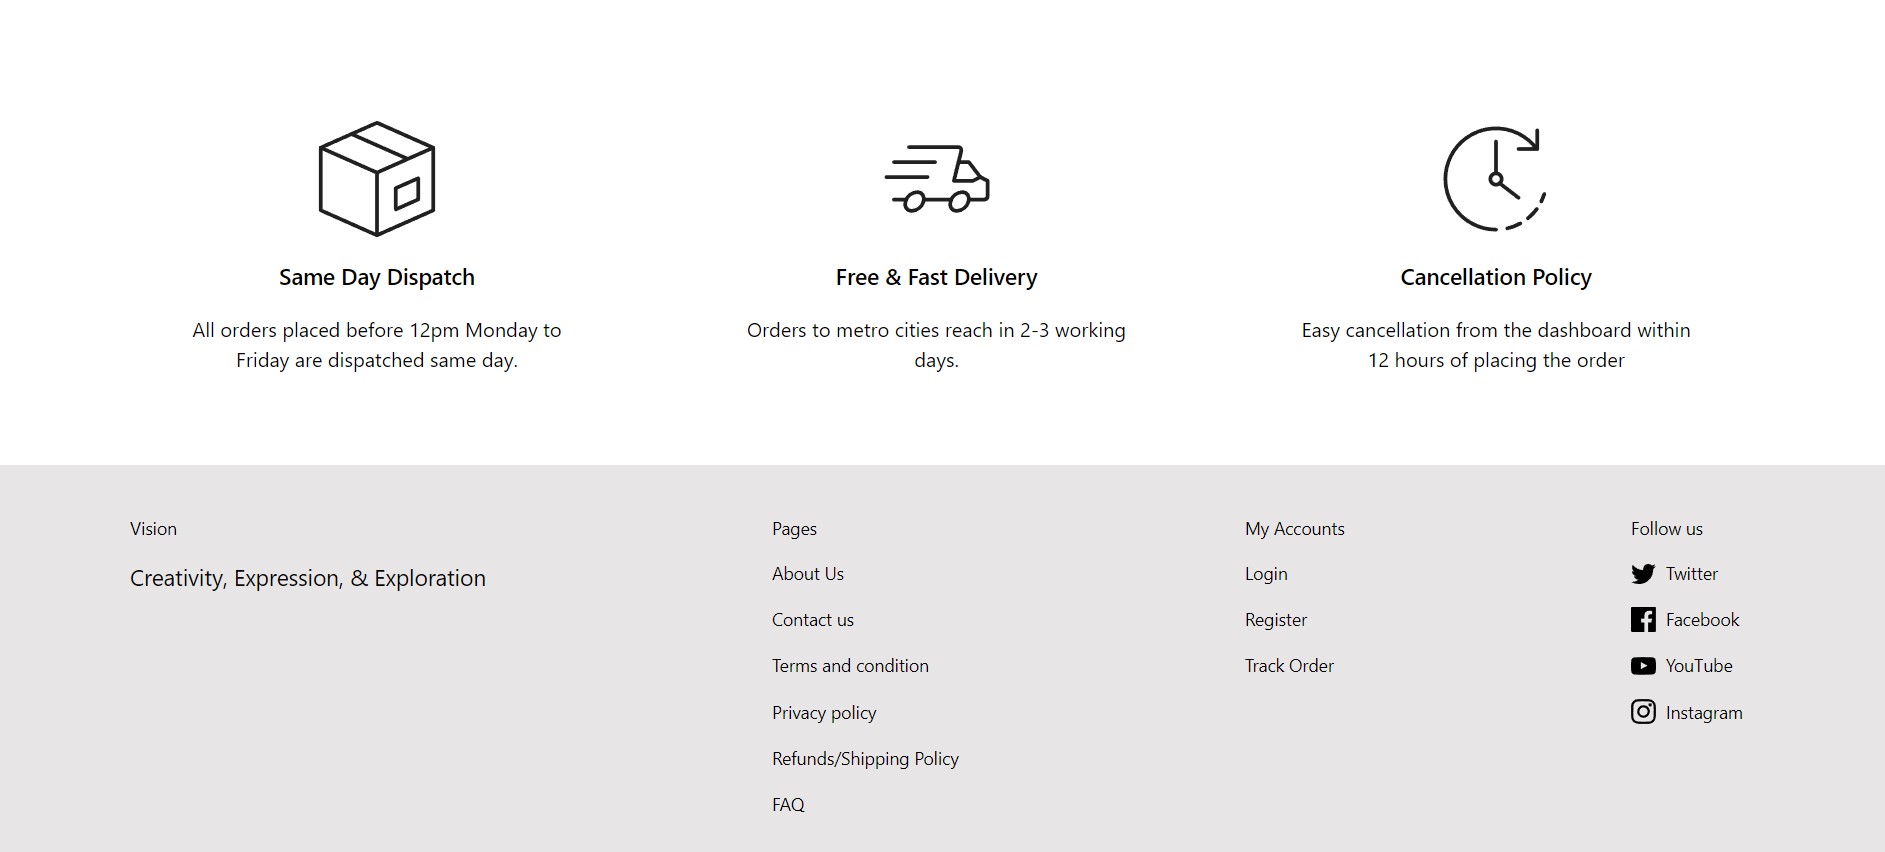 Same Day Dispatch
All orders placed before 12pm Monday to
Friday are dispatched same day.
Free & Fast Delivery
Orders to metro cities reach in 2-3 working
days.
Cancellation Policy
Easy cancellation from the dashboard within
12 hours of placing the order
Vision
Creativity, Expression, & Exploration
Pages
About Us
Contact us
Terms and condition
Privacy policy
Refunds/Shipping Policy
FAQ
My Accounts
Login
Register
Track Order
Follow us
Twitter
Facebook
YouTube
Instagram